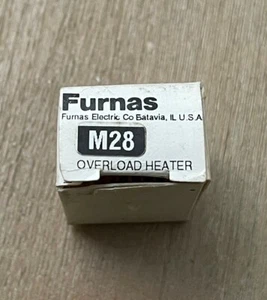 Furnas
Furnas Electric Co Batavia, IL U.S.A
M28
OVERLOAD HEATER